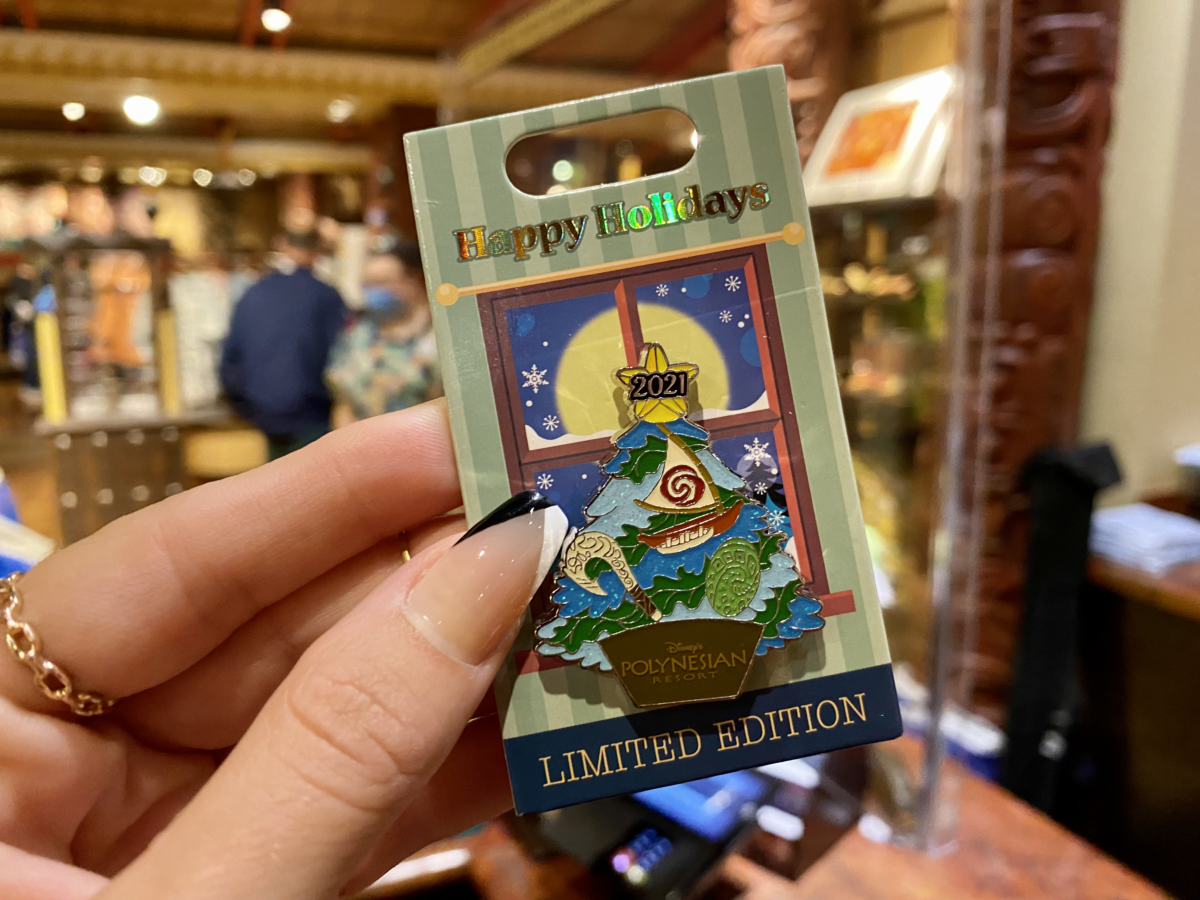 Happy Holidays
2021
Disney's
POLYNESIAN
RESORT
LIMITED EDITION